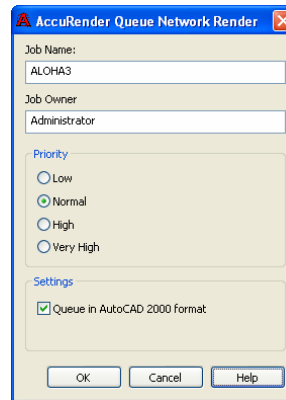 AccuRender Queue Network Render
Job Name:
ALOHA3
Job Owner
Administrator
Priority
Low
Normal
High
Very High
Settings
Queue in AutoCAD 2000 format
OK Cancel Help